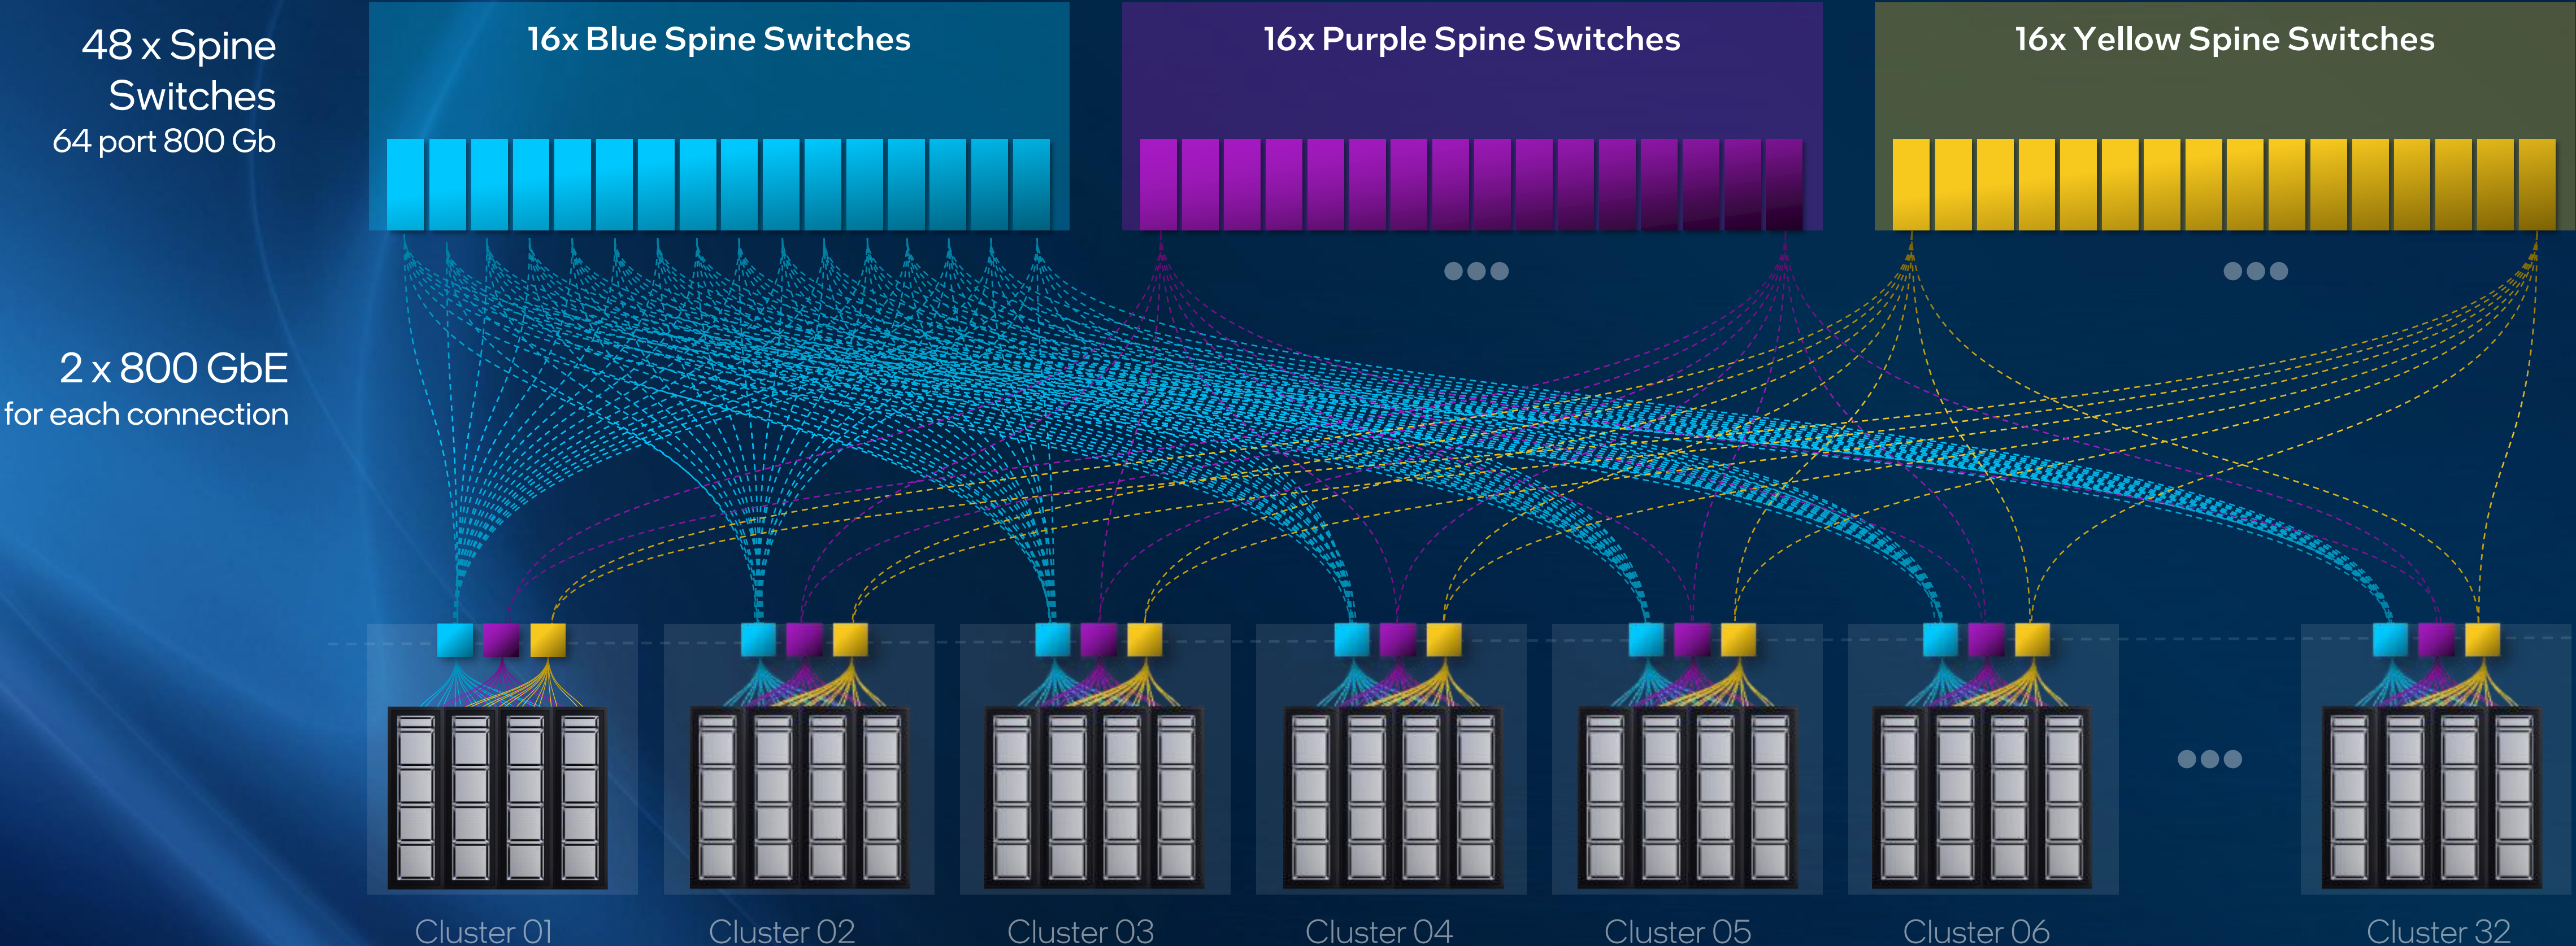 48 x Spine
Switches
64 port 800 Gb
16x Blue Spine Switches
16x Purple Spine Switches
16x Yellow Spine Switches
2 x 800 GbE
for each connection
Cluster 01
Cluster 02
Cluster 03
Cluster 04
Cluster 05
Cluster 06
Cluster 32